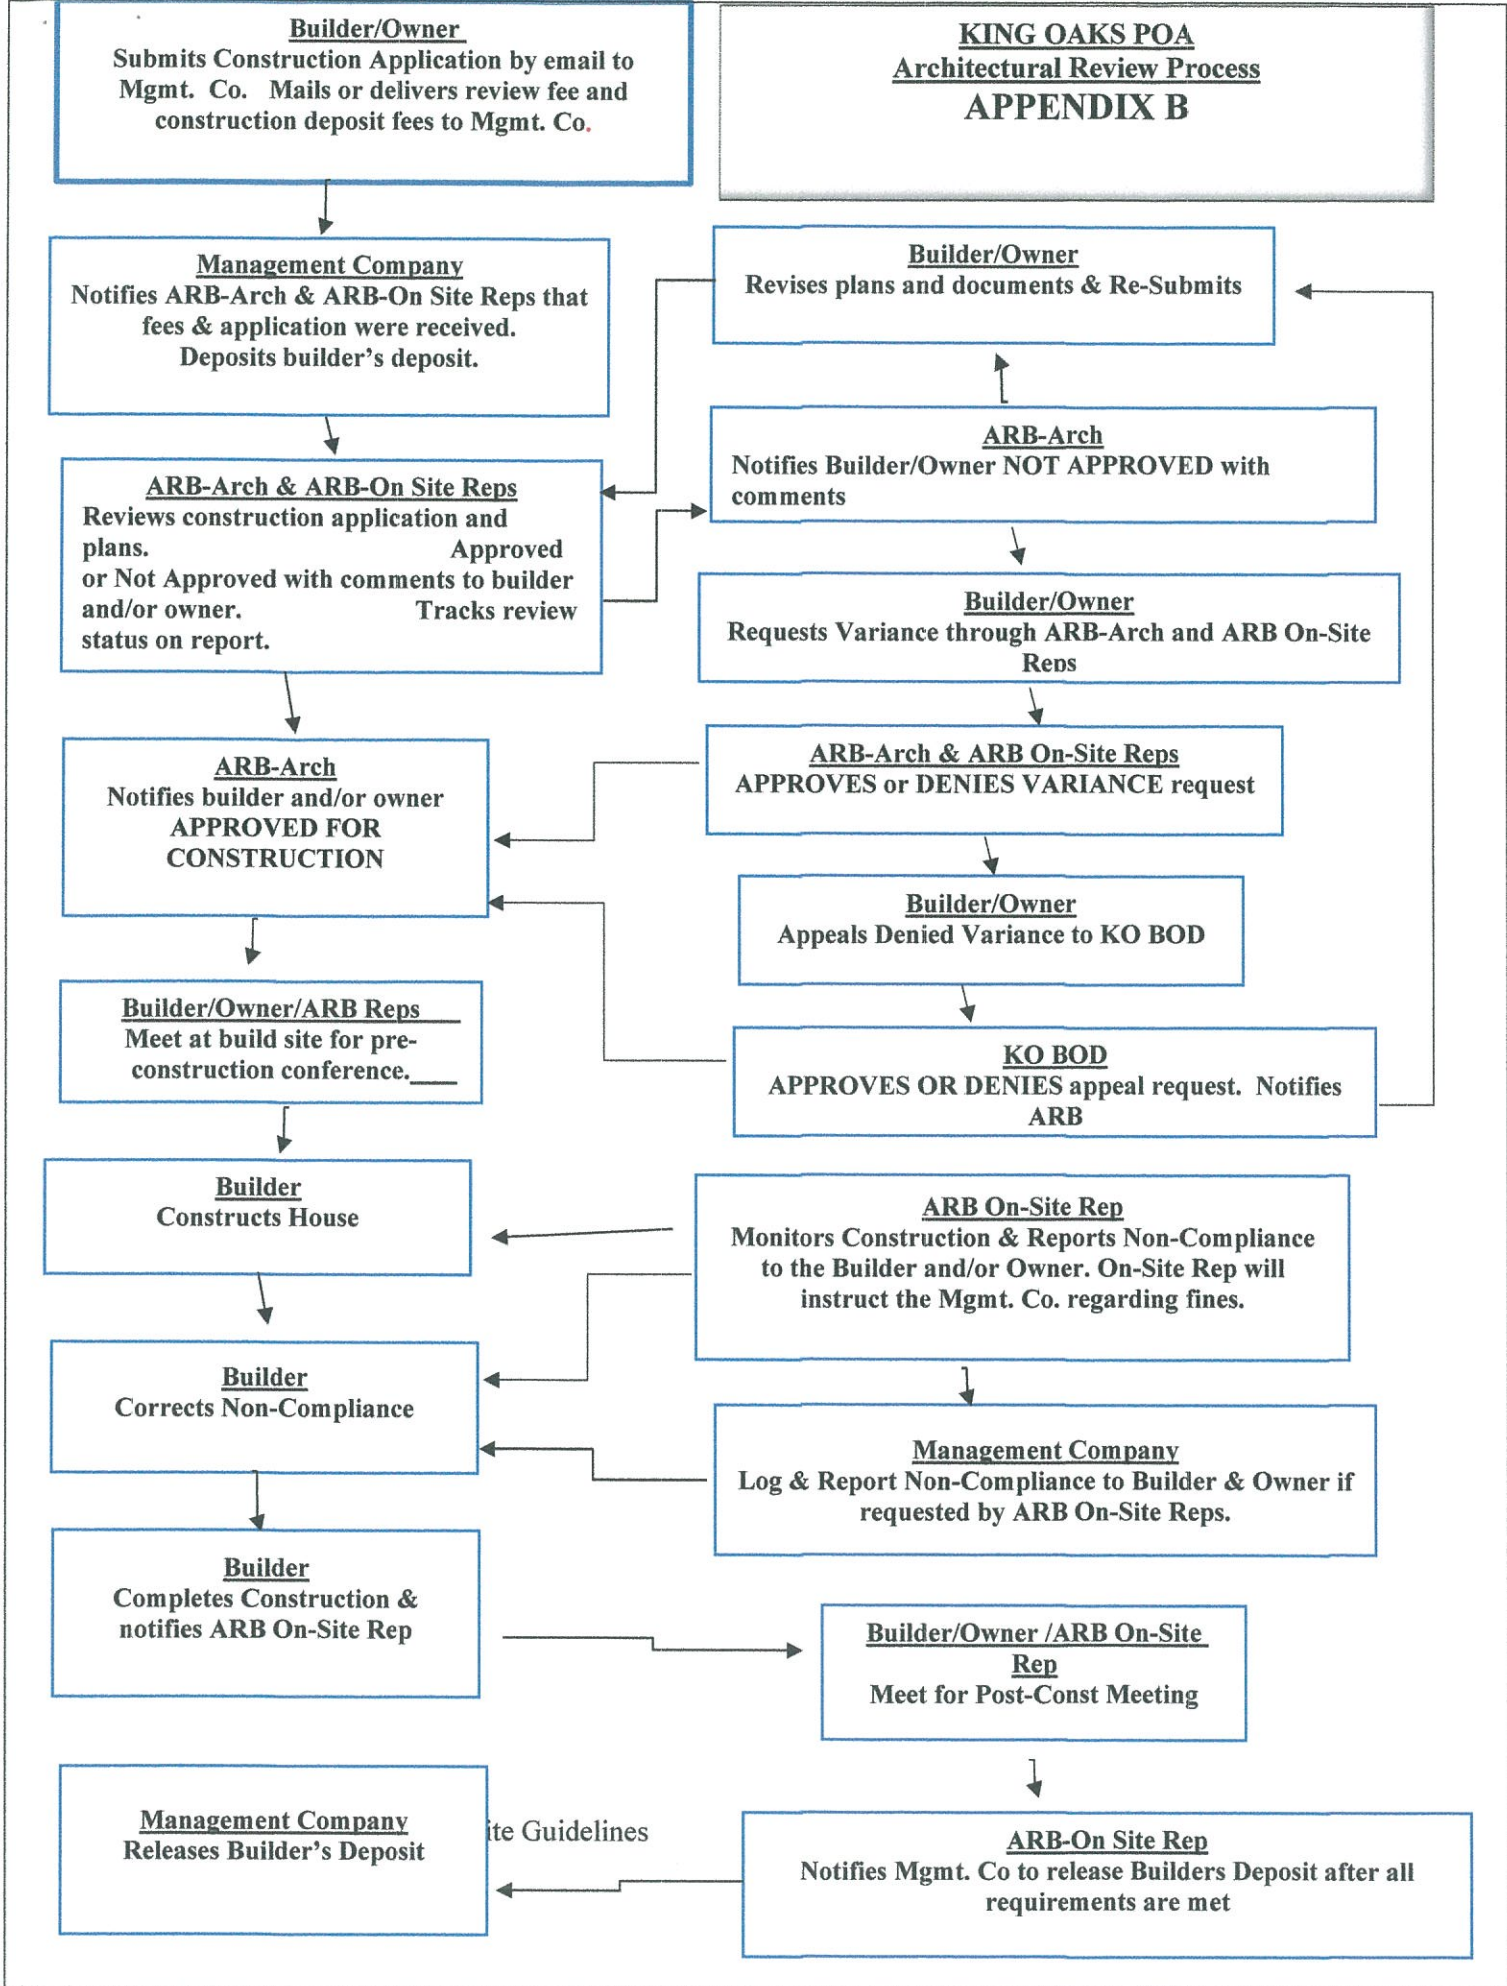 Builder/Owner
Submits Construction Application by email to
Mgmt. Co. Mails or delivers review fee and
construction deposit fees to Mgmt. Co.
KING OAKS POA
Architectural Review Process
APPENDIX B
Management Company
Notifies ARB-Arch & ARB-On Site Reps that
fees & application were received.
Deposits builder's deposit.
Builder/Owner
Revises plans and documents & Re-Submits
ARB-Arch
Notifies Builder/Owner NOT APPROVED with
comments
ARB-Arch & ARB-On Site Reps
Reviews construction application and
plans. Approved
or Not Approved with comments to builder
and/or owner. Tracks review
status on report.
Builder/Owner
Requests Variance through ARB-Arch and ARB On-Site
Reps
ARB-Arch
Notifies builder and/or owner
APPROVED FOR
CONSTRUCTION
ARB-Arch & ARB On-Site Reps
APPROVES or DENIES VARIANCE request
Builder/Owner
Appeals Denied Variance to KO BOD
Builder/Owner/ARB Reps
Meet at build site for pre-
construction conference.
KO BOD
APPROVES OR DENIES appeal request. Notifies
ARB
Builder
Constructs House
ARB On-Site Rep
Monitors Construction & Reports Non-Compliance
to the Builder and/or Owner. On-Site Rep will
instruct the Mgmt. Co. regarding fines.
Builder
Corrects Non-Compliance
Management Company
Log & Report Non-Compliance to Builder & Owner if
requested by ARB On-Site Reps.
Builder
Completes Construction &
notifies ARB On-Site Rep
Builder/Owner /ARB On-Site
Rep
Meet for Post-Const Meeting
Management Company
Releases Builder's Deposit
ite Guidelines
ARB-On Site Rep
Notifies Mgmt. Co to release Builders Deposit after all
requirements are met